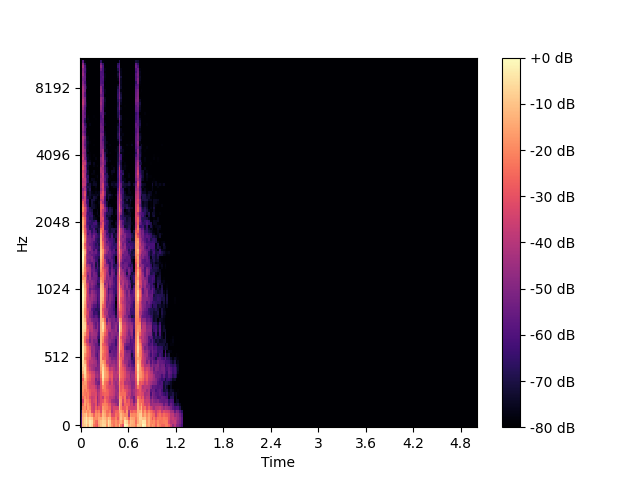 +0 dB
8192
-10 dB
4096
-20 dB
-30 dB
2048
Hz
-40 dB
1024
-50 dB
-60 dB
512
-70 dB
0
-80 dB
0 0.6 1.2 1.8 2.4 3 3.6 4.2 4.8
Time